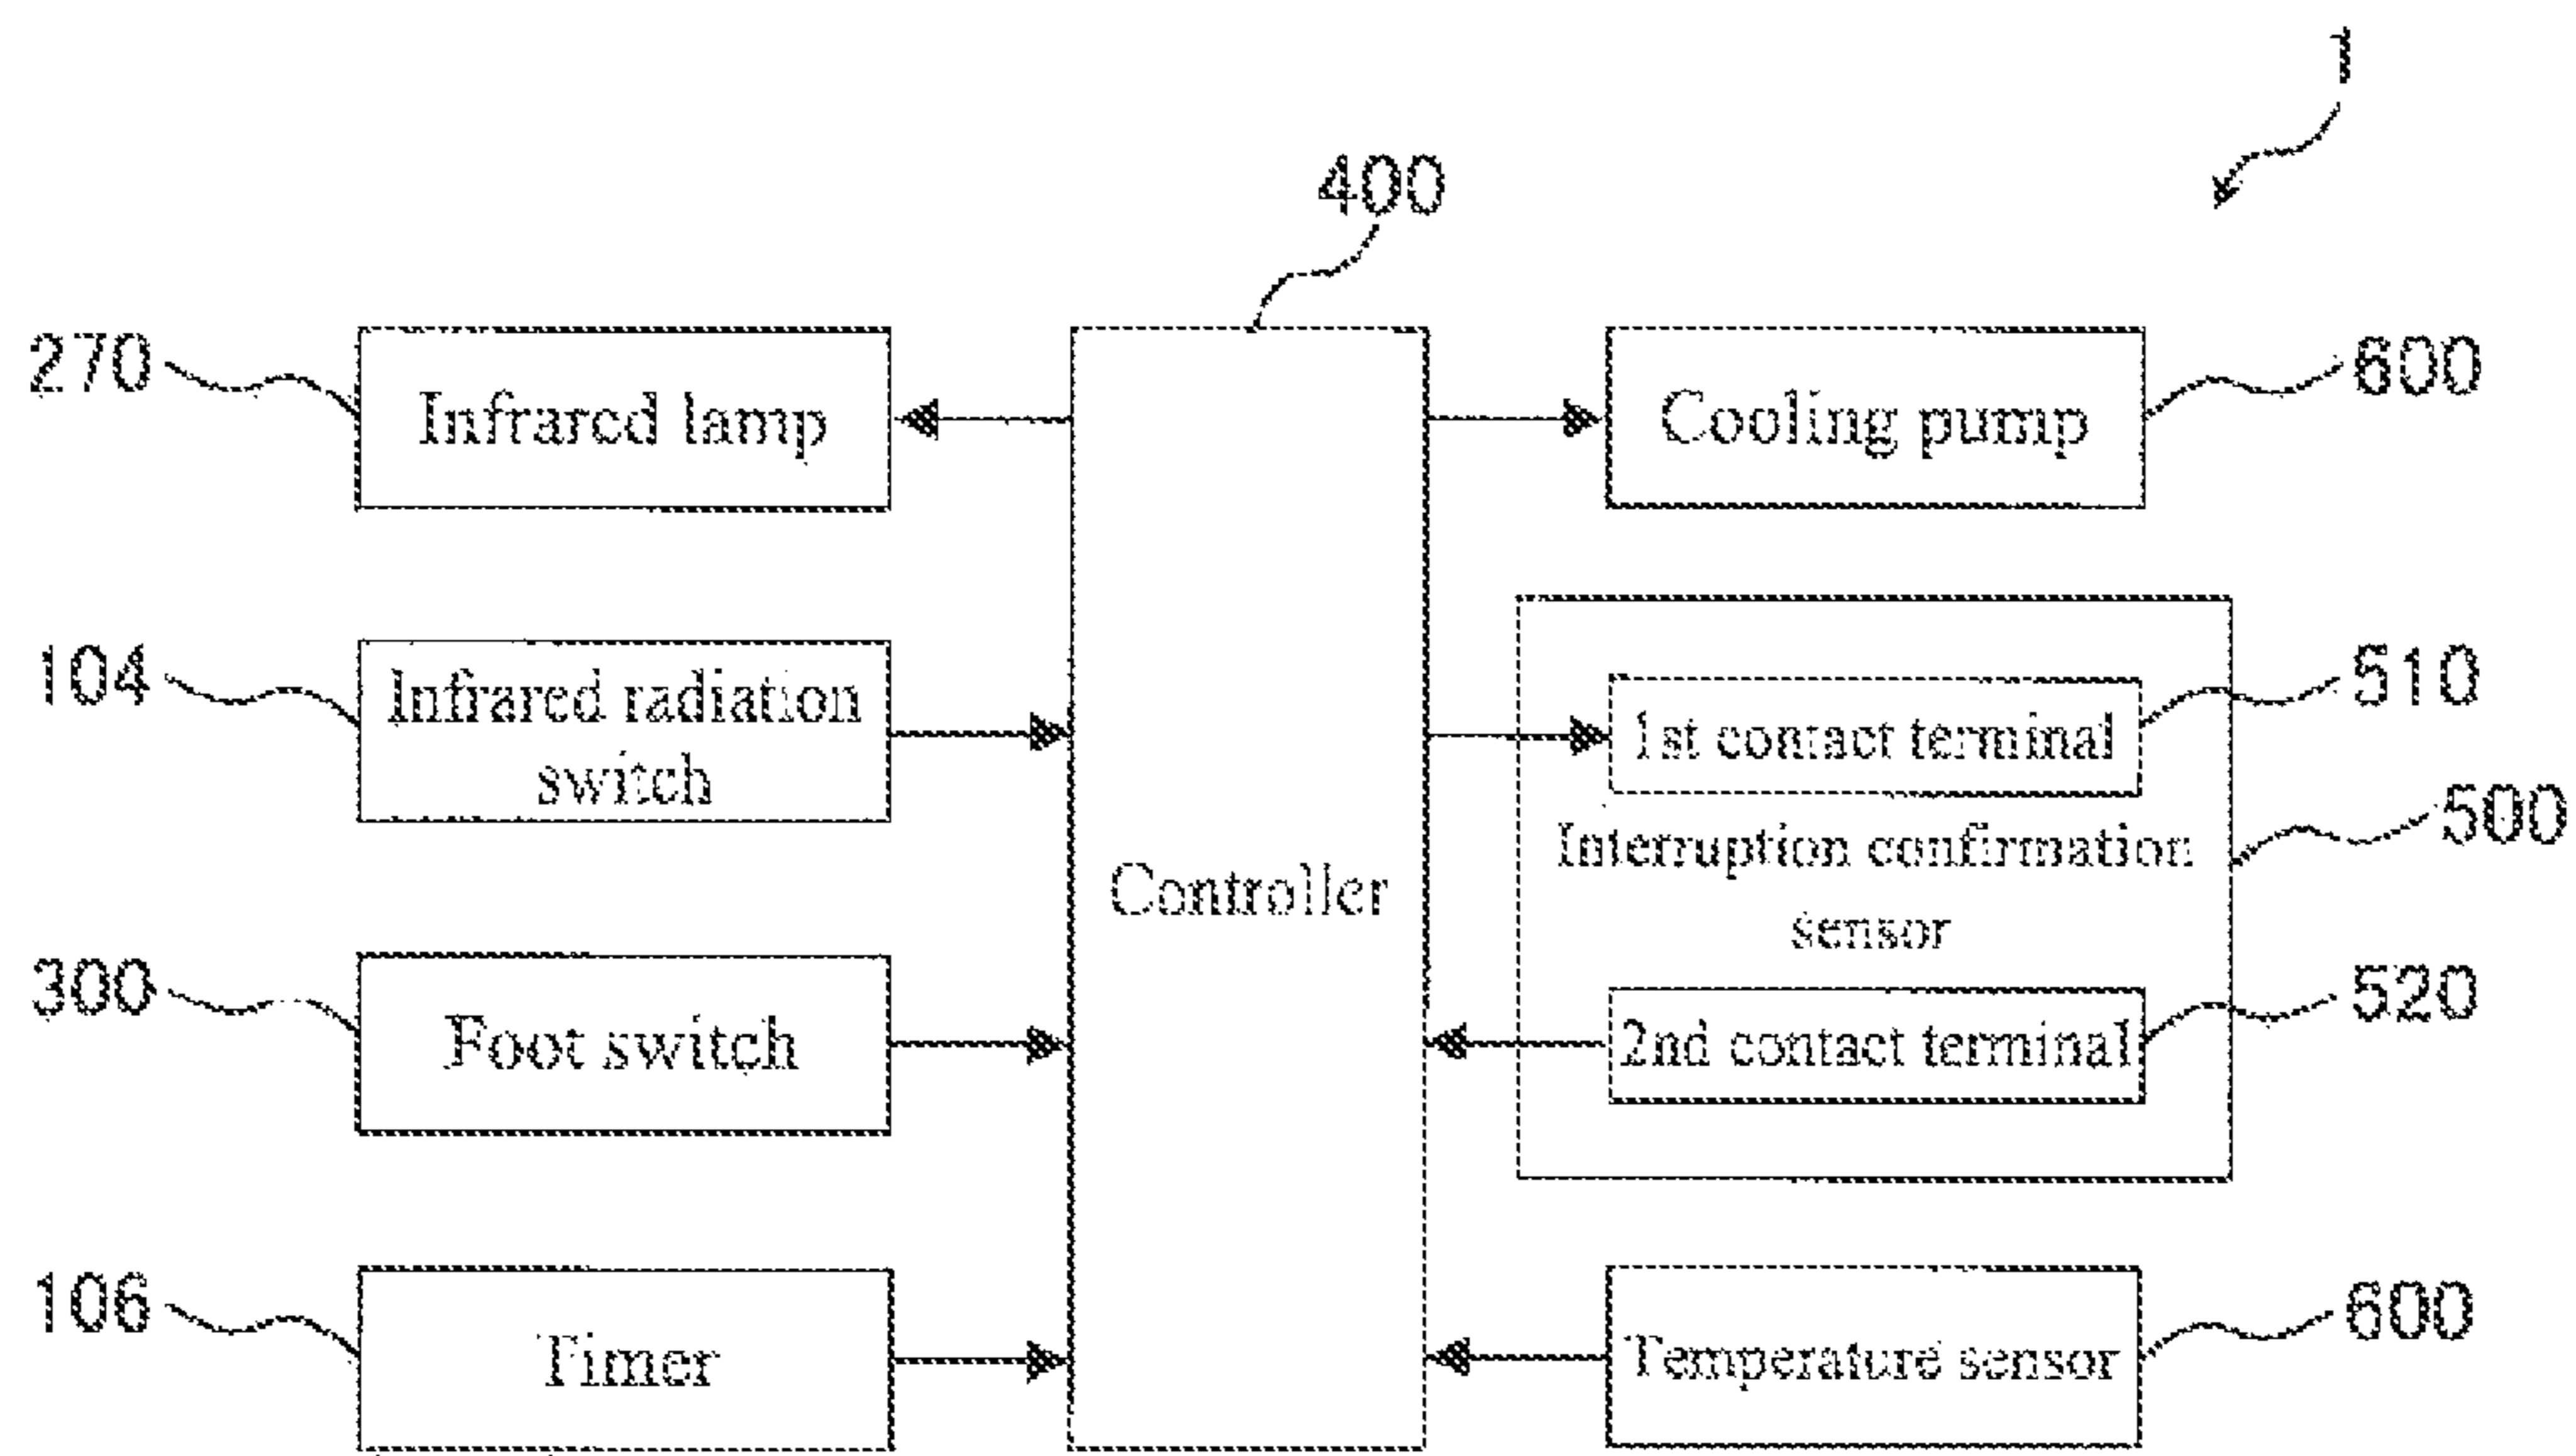 1
400
270
Infrared lamp
Cooling pump
600
104
Infrared radiation
switch
1st contact terminal
510
Interruption confirmation
sensor
500
Controller
300
Foot switch
2nd contact terminal
520
106
Timer
Temperature sensor
600